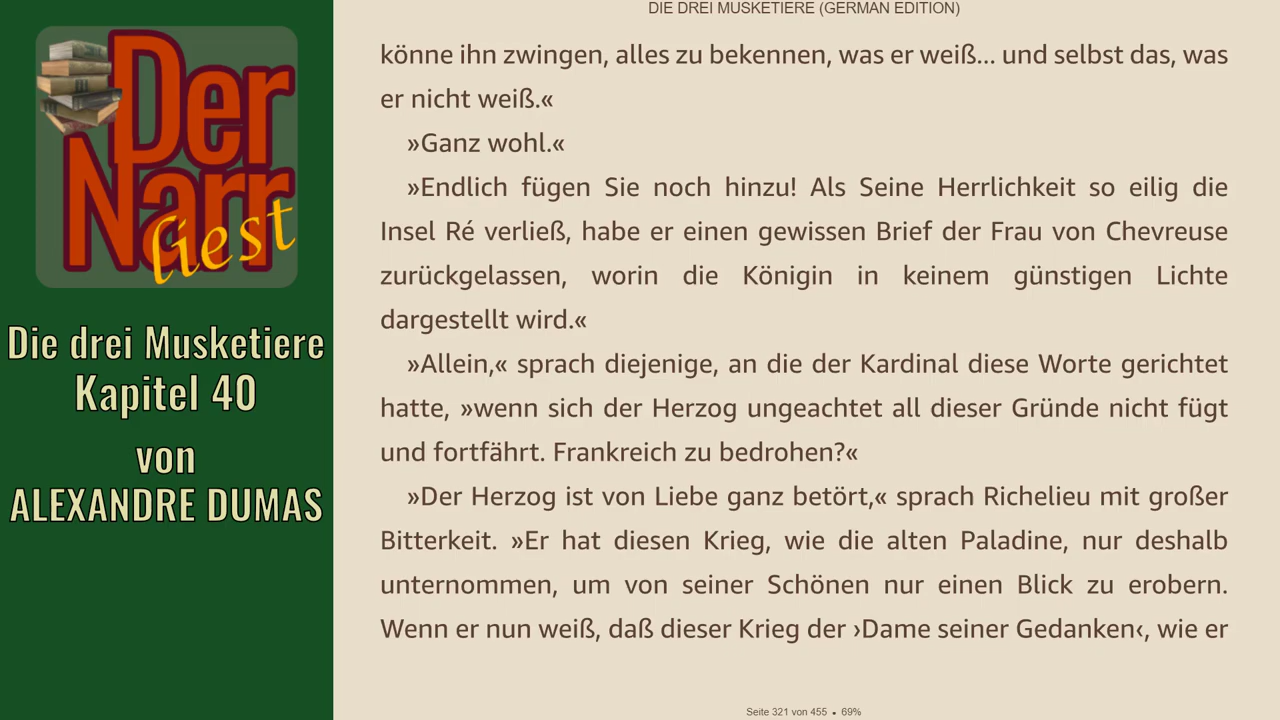 Der
Narr
liest
Die drei Musketiere
Kapitel 40
von
ALEXANDRE DUMAS
DIE DREI MUSKETIERE (GERMAN EDITION)
könne ihn zwingen, alles zu bekennen, was er weiß... und selbst das, was
er nicht weiß.«
»Ganz wohl.«
»Endlich fügen Sie noch hinzu! Als Seine Herrlichkeit so eilig die
Insel Ré verließ, habe er einen gewissen Brief der Frau von Chevreuse
zurückgelassen, worin die Königin in keinem günstigen Lichte
dargestellt wird.«
»Allein,« sprach diejenige, an die der Kardinal diese Worte gerichtet
hatte, »wenn sich der Herzog ungeachtet all dieser Gründe nicht fügt
und fortfährt. Frankreich zu bedrohen?«
»Der Herzog ist von Liebe ganz betört,« sprach Richelieu mit großer
Bitterkeit. »Er hat diesen Krieg, wie die alten Paladine, nur deshalb
unternommen, um von seiner Schönen nur einen Blick zu erobern.
Wenn er nun weiß, daß dieser Krieg der ›Dame seiner Gedanken‹, wie er
Seite 321 von 455 • 69%